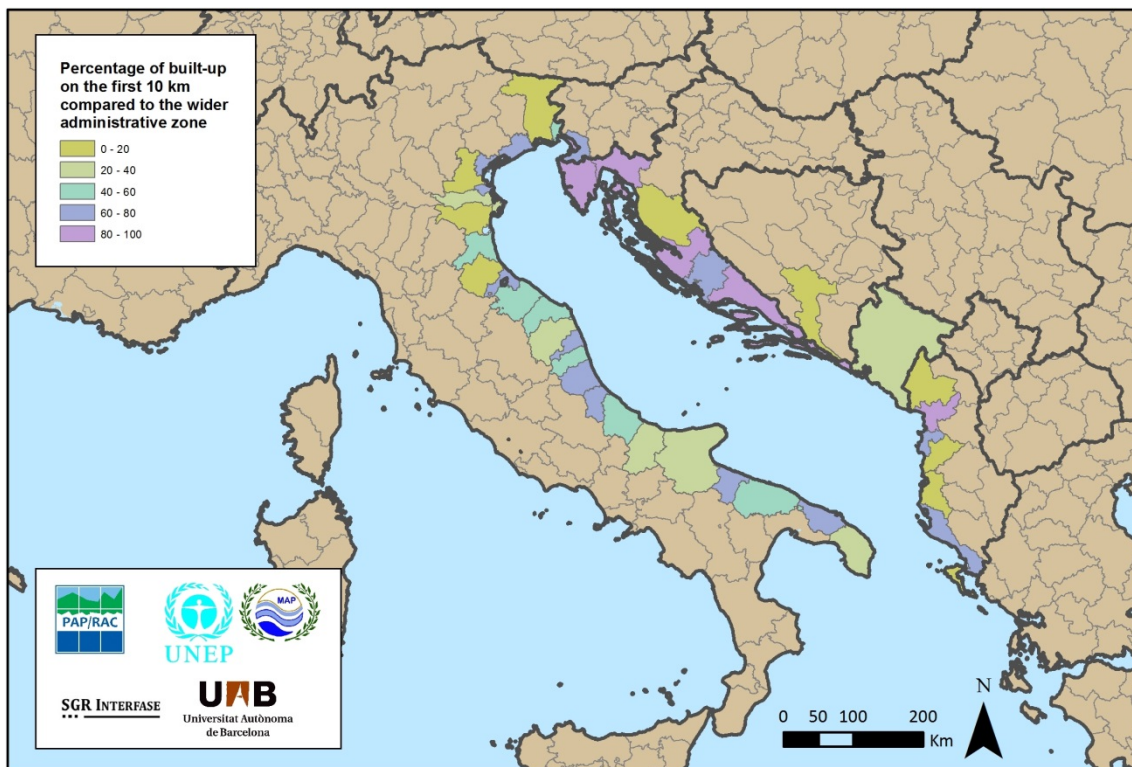 Percentage of built-up
on the first 10 km
compared to the wider
administrative zone
0 - 20
20 - 40
40 - 60
60 - 80
80 - 100
PAP/RAC
UNEP
MAP
SGR INTERFASE
UAB
Universitat Autònoma
de Barcelona
N
0 50 100 200
Km